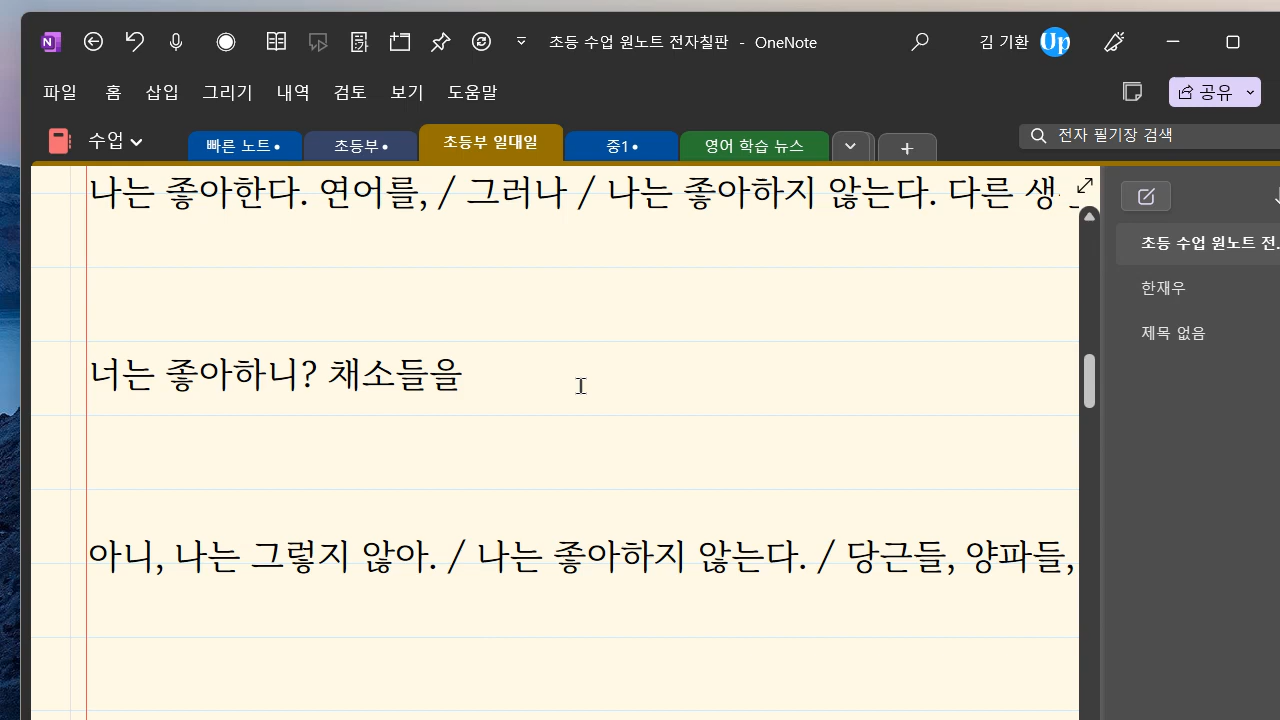 초등 수업 원노트 전자칠판 - OneNote
김 기환
Up
파일 홈 삽입 그리기 내역 검토 보기 도움말
공유
수업
빠른 노트
초등부
초등부 일대일
중1
영어 학습 뉴스
전자 필기장 검색
나는 좋아한다. 연어를, / 그러나 / 나는 좋아하지 않는다. 다른
너는 좋아하니? 채소들을
아니, 나는 그렇지 않아. / 나는 좋아하지 않는다. / 당근들, 양파들,
초등 수업 원노트 전
한재우
제목 없음